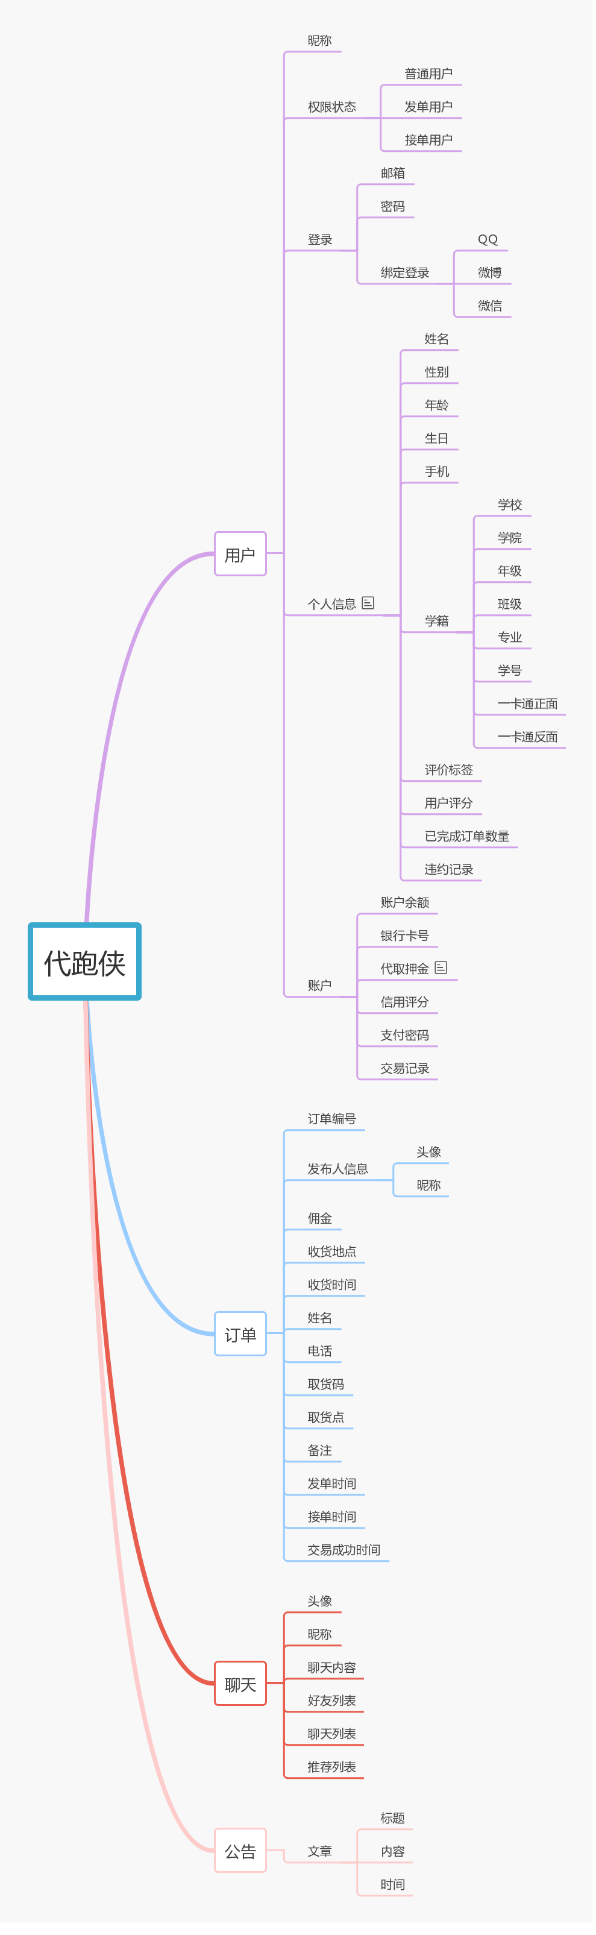 代跑侠
用户
昵称
权限状态
普通用户
发单用户
接单用户
登录
邮箱
密码
绑定登录
QQ
微博
微信
个人信息
姓名
性别
年龄
生日
手机
学籍
学校
学院
年级
班级
专业
学号
一卡通正面
一卡通反面
评价标签
用户评分
已完成订单数量
违约记录
账户
账户余额
银行卡号
代取押金
信用评分
支付密码
交易记录
订单
订单编号
发布人信息
头像
昵称
佣金
收货地点
收货时间
姓名
电话
取货码
取货点
备注
发单时间
接单时间
交易成功时间
聊天
头像
昵称
聊天内容
好友列表
聊天列表
推荐列表
公告
文章
标题
内容
时间